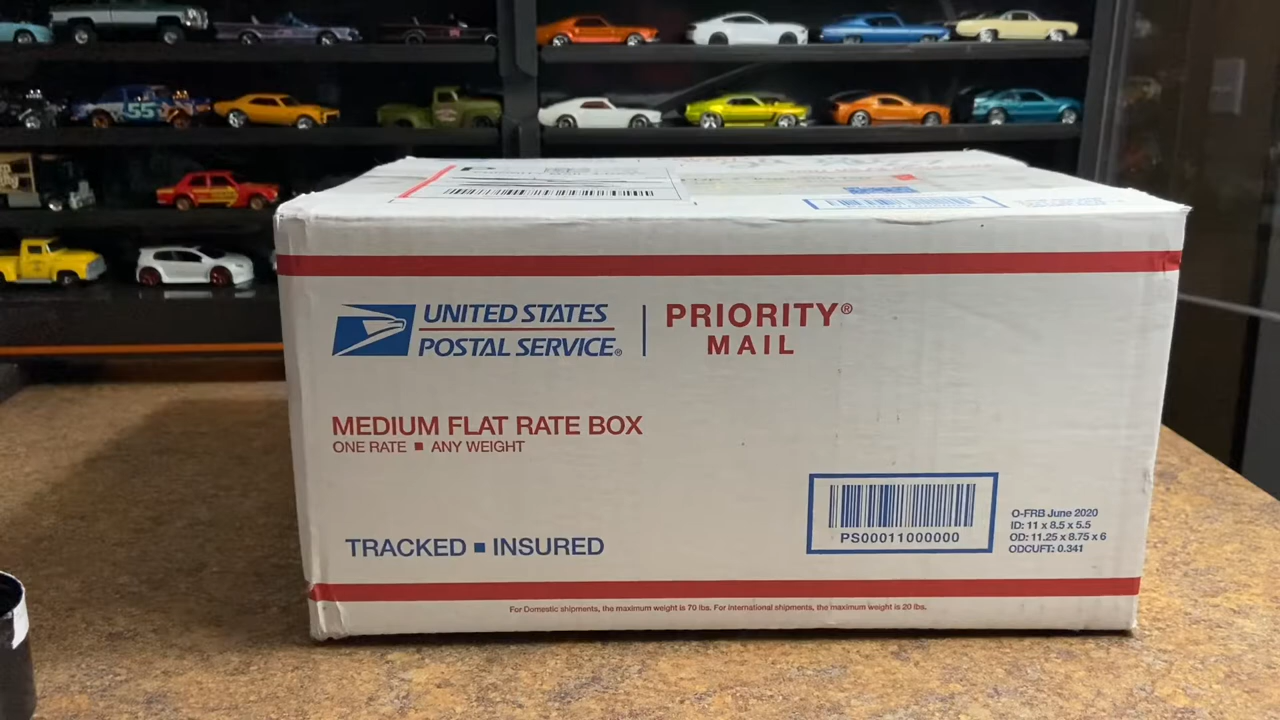 55
UNITED STATES
POSTAL SERVICE®
PRIORITY®
MAIL
MEDIUM FLAT RATE BOX
ONE RATE ■ ANY WEIGHT
TRACKED ■ INSURED
PS00011000000
O-FRB June 2020
ID: 11 x 8.5 x 5.5
OD: 11.25 x 8.75 x 6
ODCUFT: 0.341
For Domestic shipments, the maximum weight is 70 lbs. For international shipments, the maximum weight is 20 lbs.